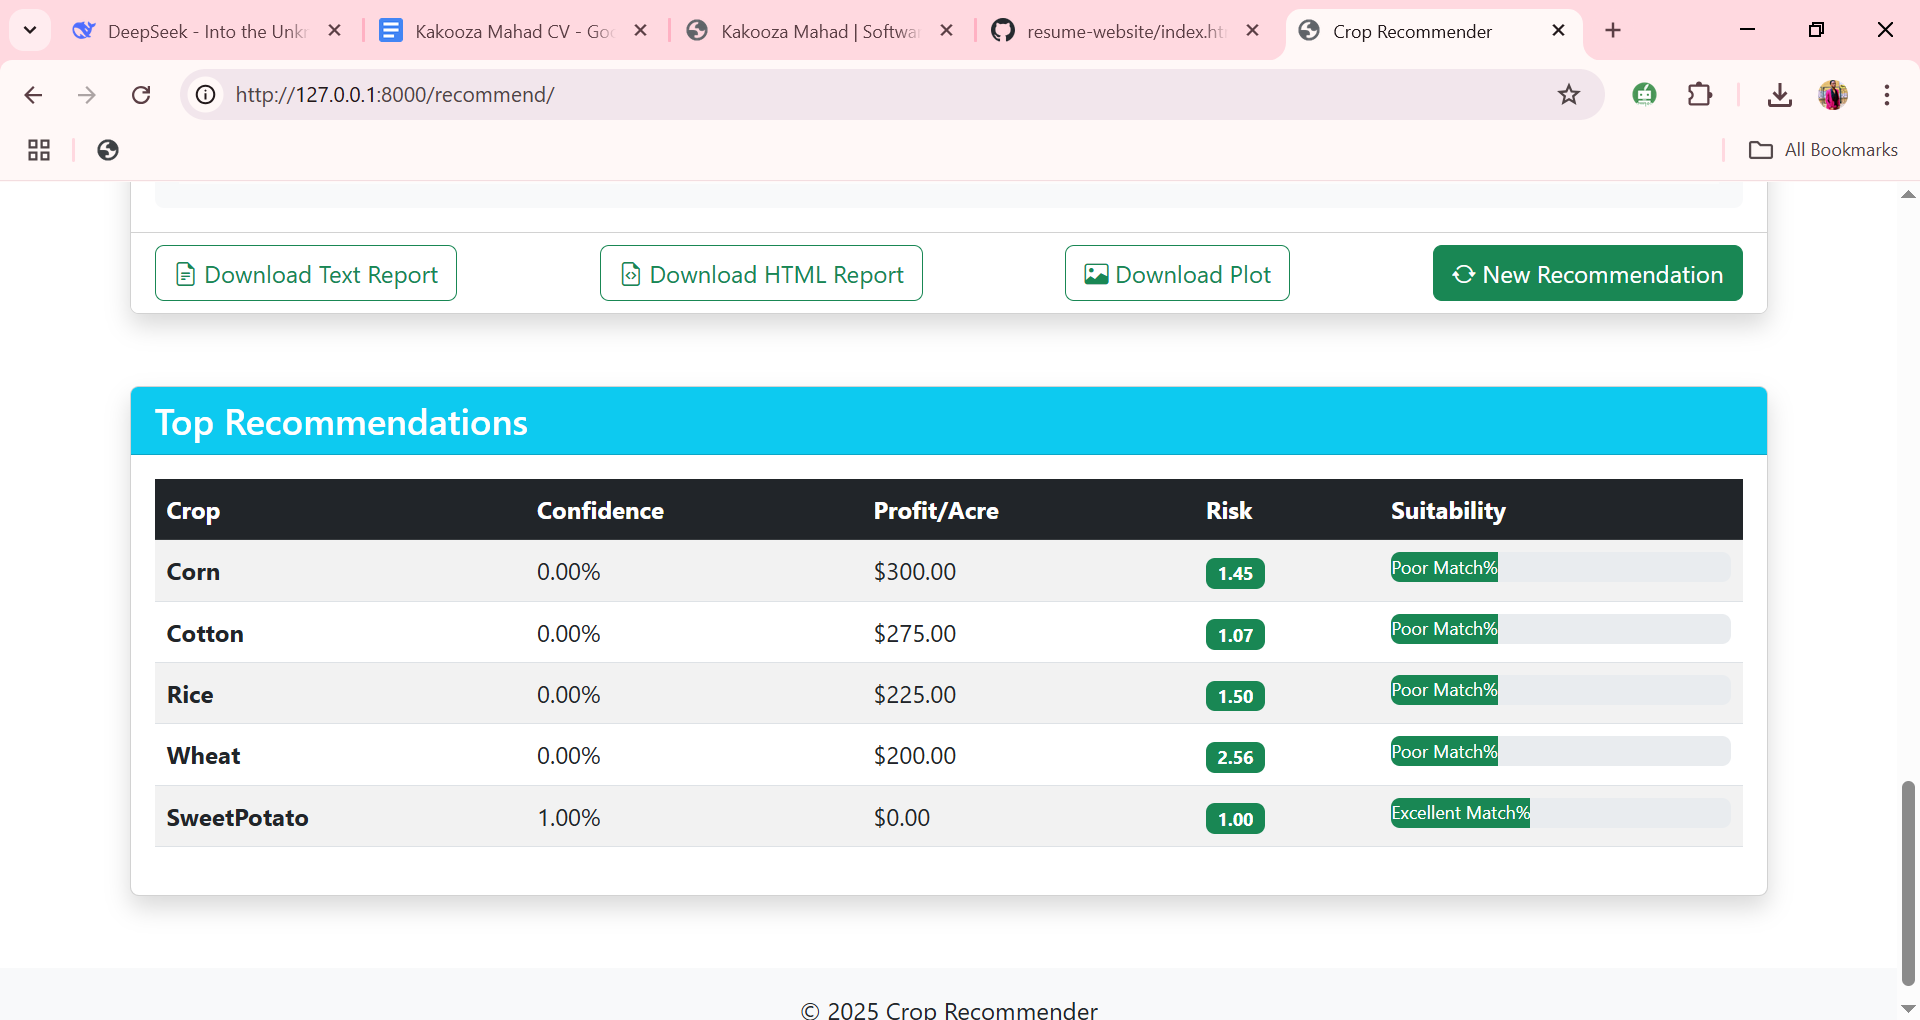 DeepSeek - Into the Unkn
Kakooza Mahad CV - Goo
Kakooza Mahad | Softwar
resume-website/index.htm
Crop Recommender
http://127.0.0.1:8000/recommend/
All Bookmarks
Download Text Report
Download HTML Report
Download Plot
New Recommendation
Top Recommendations
Crop Confidence Profit/Acre Risk Suitability
Corn 0.00% $300.00 1.45 Poor Match%
Cotton 0.00% $275.00 1.07 Poor Match%
Rice 0.00% $225.00 1.50 Poor Match%
Wheat 0.00% $200.00 2.56 Poor Match%
SweetPotato 1.00% $0.00 1.00 Excellent Match%
© 2025 Crop Recommender